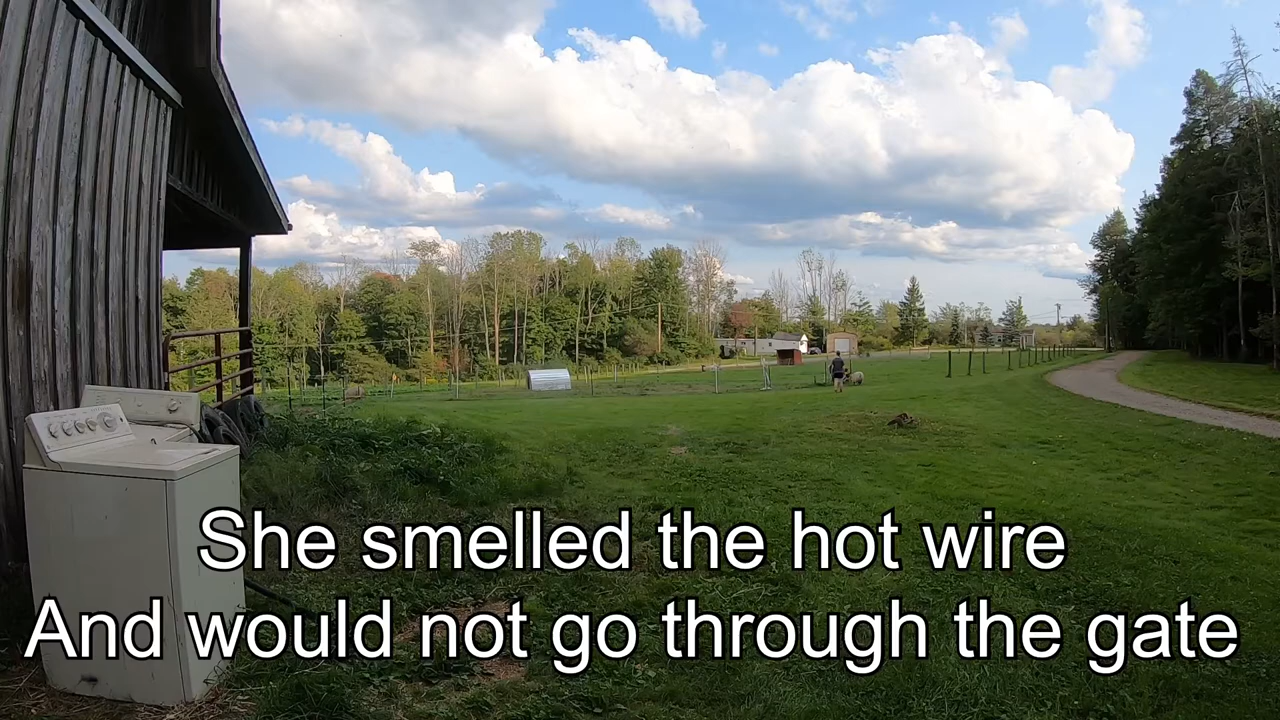 She smelled the hot wire
And would not go through the gate